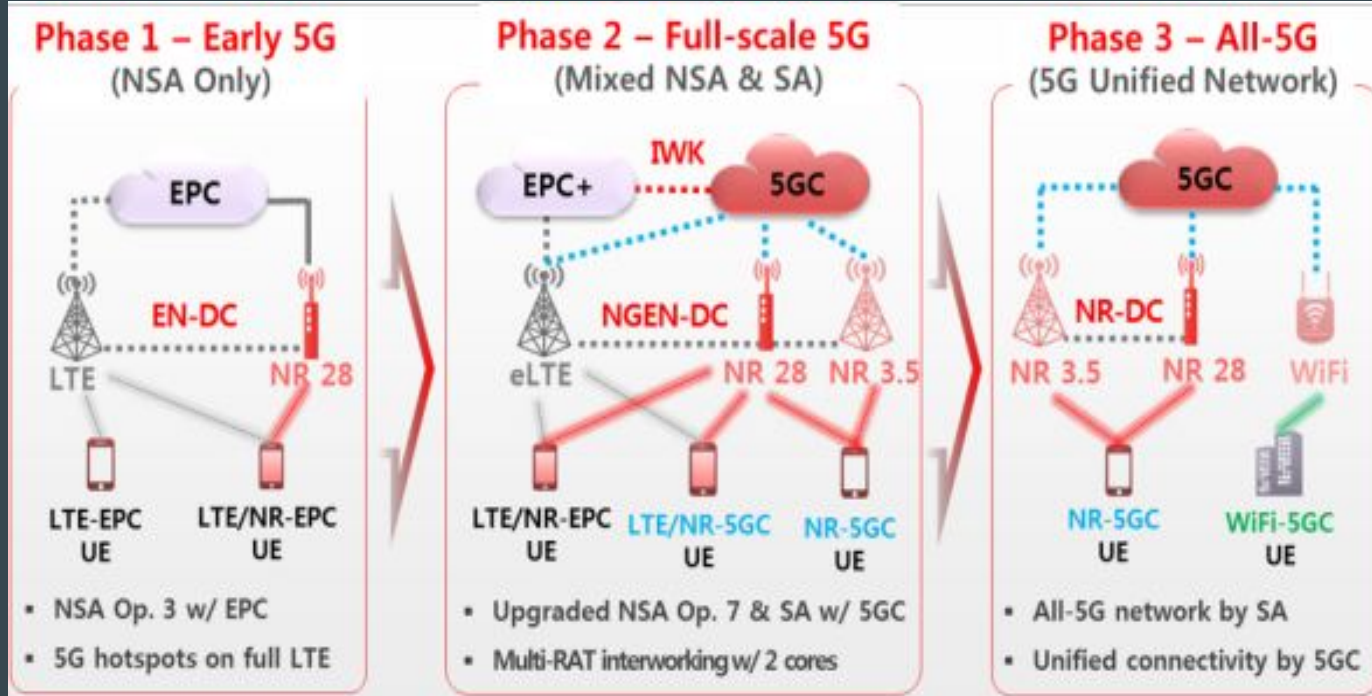 Phase 1 – Early 5G
(NSA Only)
EPC
EN-DC
LTE
NR 28
LTE-EPC
UE
LTE/NR-EPC
UE
▪ NSA Op. 3 w/ EPC
▪ 5G hotspots on full LTE
Phase 2 – Full-scale 5G
(Mixed NSA & SA)
IWK
EPC+
5GC
NGEN-DC
eLTE
NR 28
NR 3.5
LTE/NR-EPC
UE
LTE/NR-5GC
UE
NR-5GC
UE
▪ Upgraded NSA Op. 7 & SA w/ 5GC
▪ Multi-RAT interworking w/ 2 cores
Phase 3 – All-5G
(5G Unified Network)
5GC
NR-DC
NR 3.5
NR 28
WiFi
NR-5GC
UE
WiFi-5GC
UE
▪ All-5G network by SA
▪ Unified connectivity by 5GC